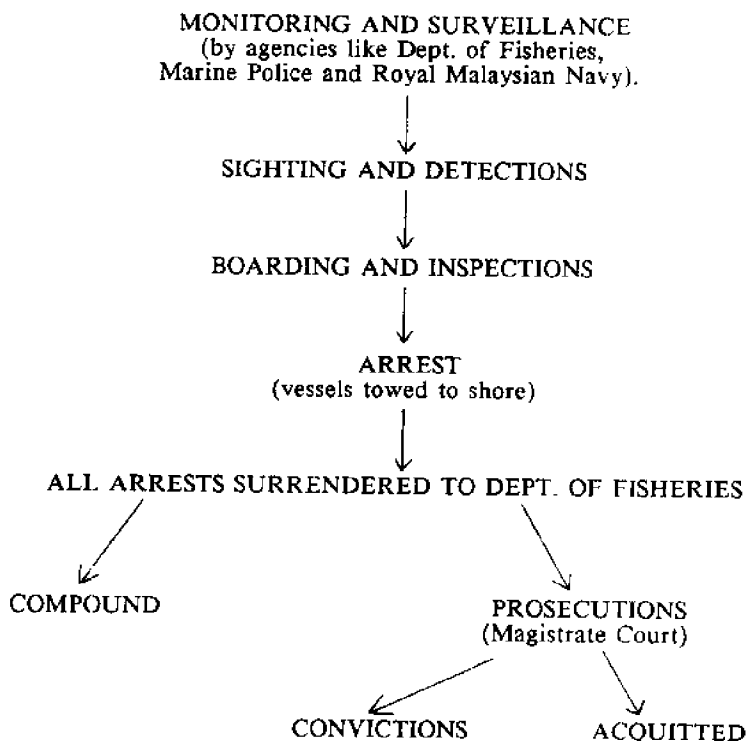 MONITORING AND SURVEILLANCE
(by agencies like Dept. of Fisheries,
Marine Police and Royal Malaysian Navy).
SIGHTING AND DETECTIONS
BOARDING AND INSPECTIONS
ARREST
(vessels towed to shore)
ALL ARRESTS SURRENDERED TO DEPT. OF FISHERIES
COMPOUND
PROSECUTIONS
(Magistrate Court)
CONVICTIONS
ACQUITTED